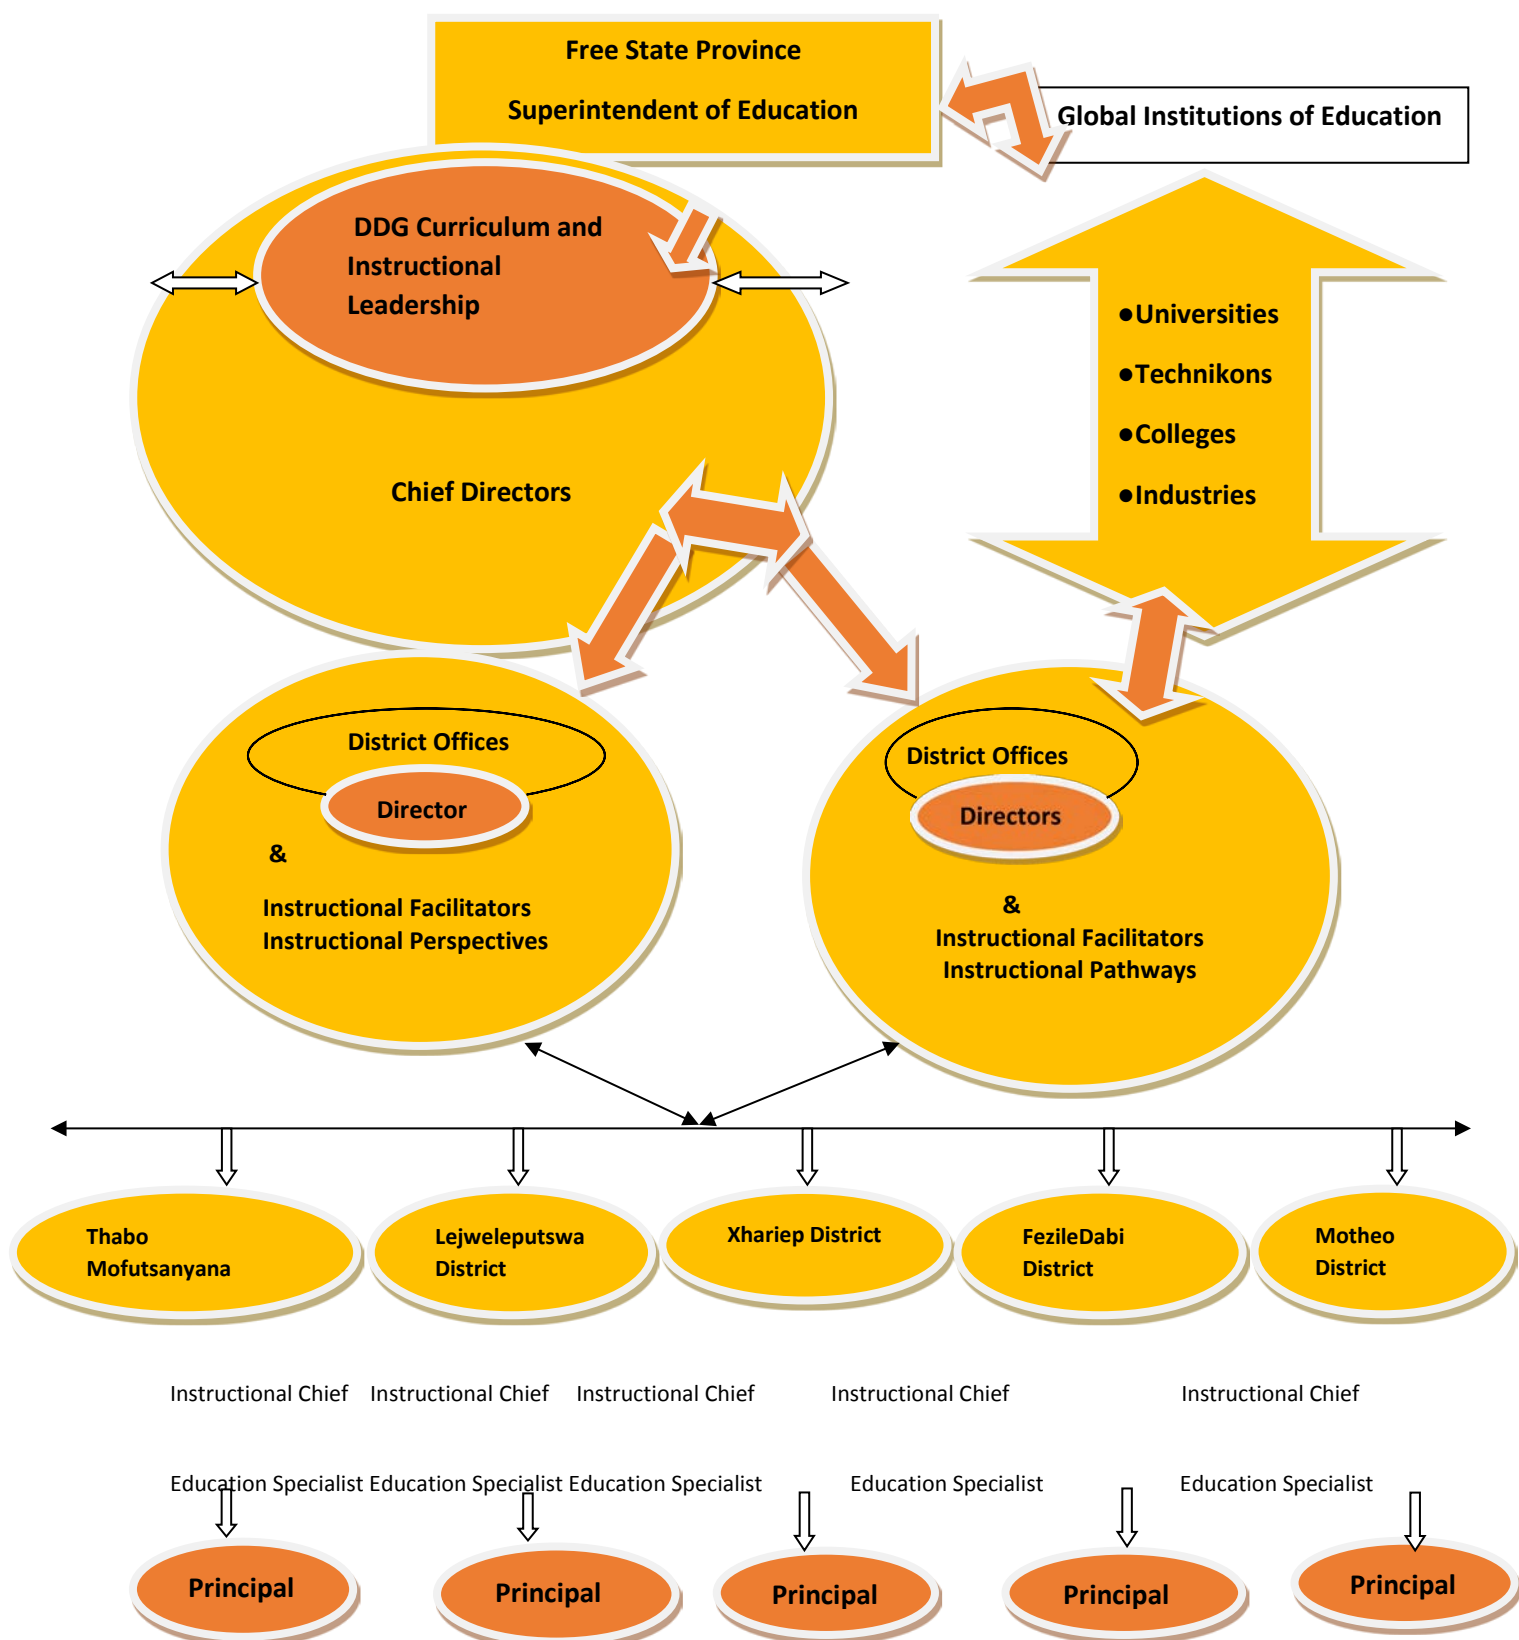 Free State Province
Superintendent of Education
Global Institutions of Education
DDG Curriculum and
Instructional
Leadership
●Universities
●Technikons
●Colleges
●Industries
Chief Directors
District Offices
Director
&
Instructional Facilitators
Instructional Perspectives
District Offices
Directors
&
Instructional Facilitators
Instructional Pathways
Thabo
Mofutsanyana
Lejweleputswa
District
Xhariep District
FezileDabi
District
Motheo
District
Instructional Chief Instructional Chief Instructional Chief Instructional Chief Instructional Chief
Education Specialist Education Specialist Education Specialist Education Specialist Education Specialist
Principal Principal Principal Principal Principal